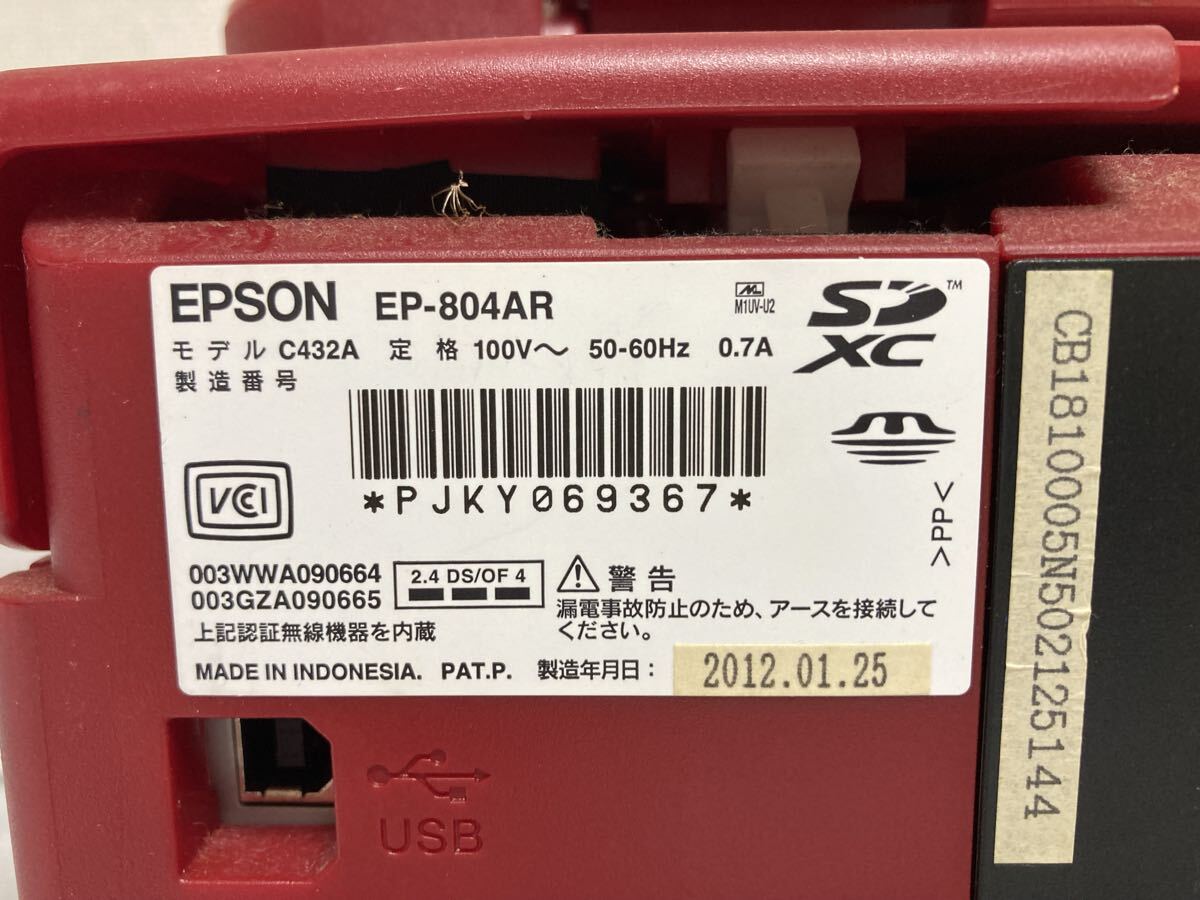 EPSON EP-804AR
M1UV-U2
SD XC™
モデル C432A 定格 100V～ 50-60Hz 0.7A
製造番号
*PJKY069367*
VCI
>PP<
003WWA090664
003GZA090665
2.4 DS/OF 4
上記認証無線機器を内蔵
警告
漏電事故防止のため、アースを接続して
ください。
MADE IN INDONESIA. PAT.P. 製造年月日：2012.01.25
USB
CB1810005N502125144